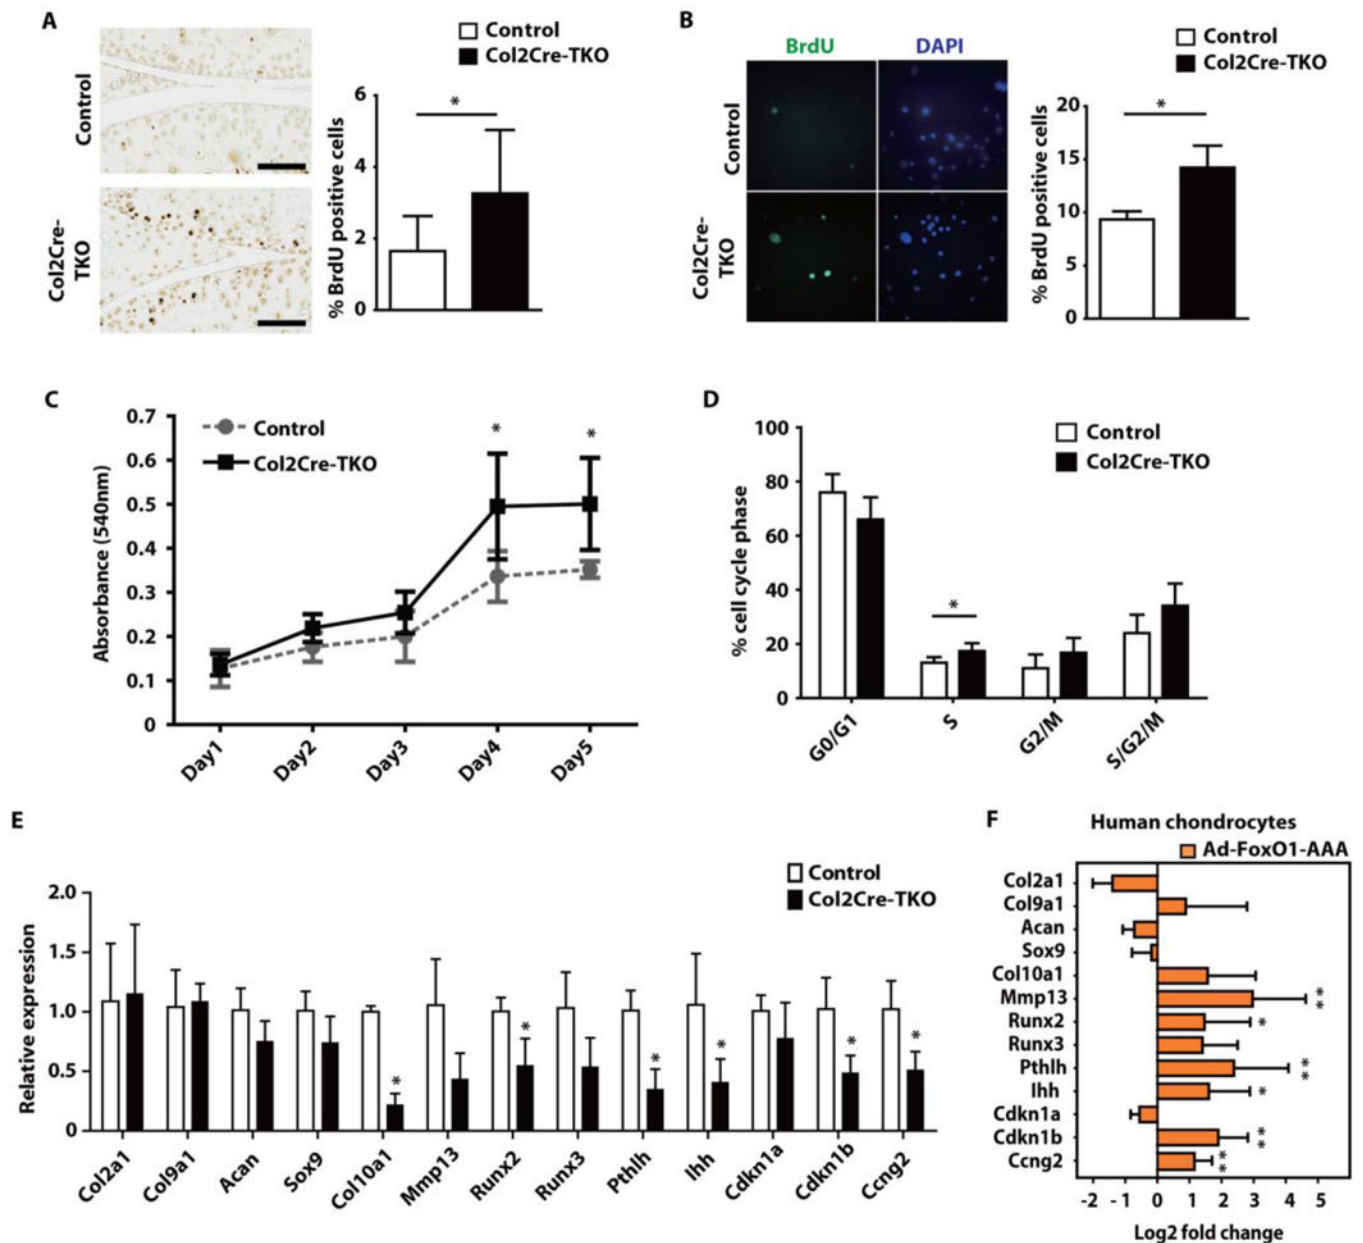 A
Control
Col2Cre-
TKO
Control
Col2Cre-TKO
% BrdU positive cells
6
4
2
0
*
B
BrdU
DAPI
Control
Col2Cre-
TKO
Control
Col2Cre-TKO
% BrdU positive cells
20
15
10
5
0
*
C
Control
Col2Cre-TKO
Absorbance (540nm)
0.7
0.6
0.5
0.4
0.3
0.2
0.1
0
* *
Day1 Day2 Day3 Day4 Day5
D
Control
Col2Cre-TKO
% cell cycle phase
100
80
60
40
20
0
*
G0/G1 S G2/M S/G2/M
E
Control
Col2Cre-TKO
Relative expression
2.0
1.5
1.0
0.5
0
* * * * * *
Col2a1 Col9a1 Acan Sox9 Col10a1 Mmp13 Runx2 Runx3 Pthlh Ihh Cdkn1a Cdkn1b Ccng2
F
Human chondrocytes
Ad-FoxO1-AAA
Col2a1
Col9a1
Acan
Sox9
Col10a1
Mmp13 **
Runx2 *
Runx3
Pthlh **
Ihh *
Cdkn1a
Cdkn1b **
Ccng2 **
-2 -1 0 1 2 3 4 5
Log2 fold change